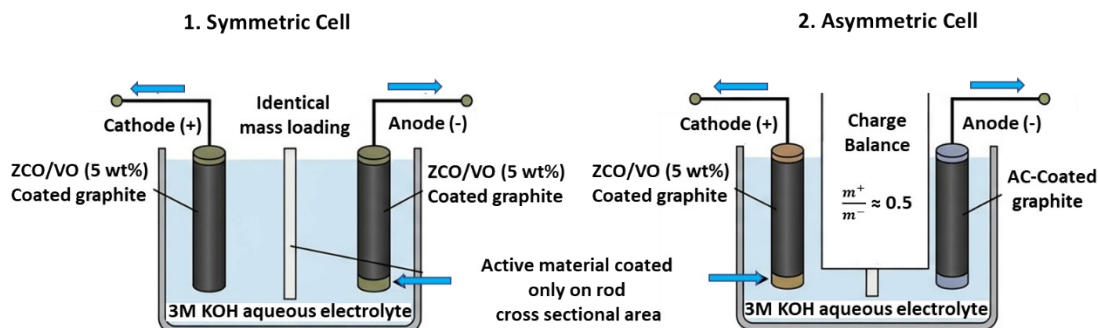 1. Symmetric Cell
Cathode (+)
Identical
mass loading
Anode (-)
ZCO/VO (5 wt%)
Coated graphite
ZCO/VO (5 wt%)
Coated graphite
3M KOH aqueous electrolyte
Active material coated
only on rod
cross sectional area
2. Asymmetric Cell
Cathode (+)
Charge
Balance
m⁺/m⁻ ≈ 0.5
Anode (-)
ZCO/VO (5 wt%)
Coated graphite
AC-Coated
graphite
3M KOH aqueous electrolyte